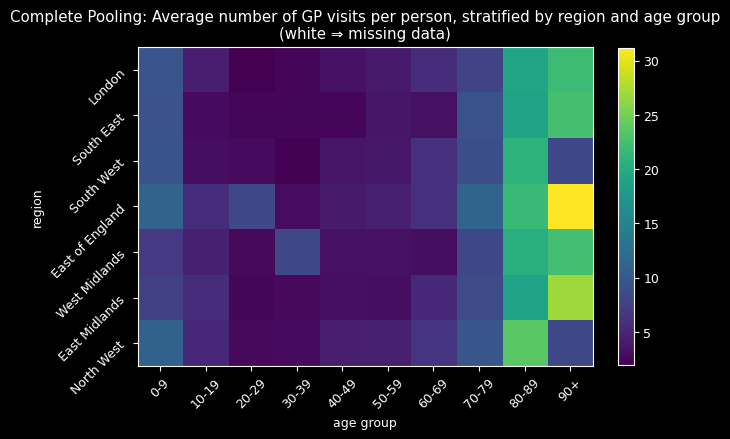 Complete Pooling: Average number of GP visits per person, stratified by region and age group
(white ⇒ missing data)
London
South East
South West
East of England
West Midlands
East Midlands
North West
region
0-9
10-19
20-29
30-39
40-49
50-59
60-69
70-79
80-89
90+
age group
30
25
20
15
10
5